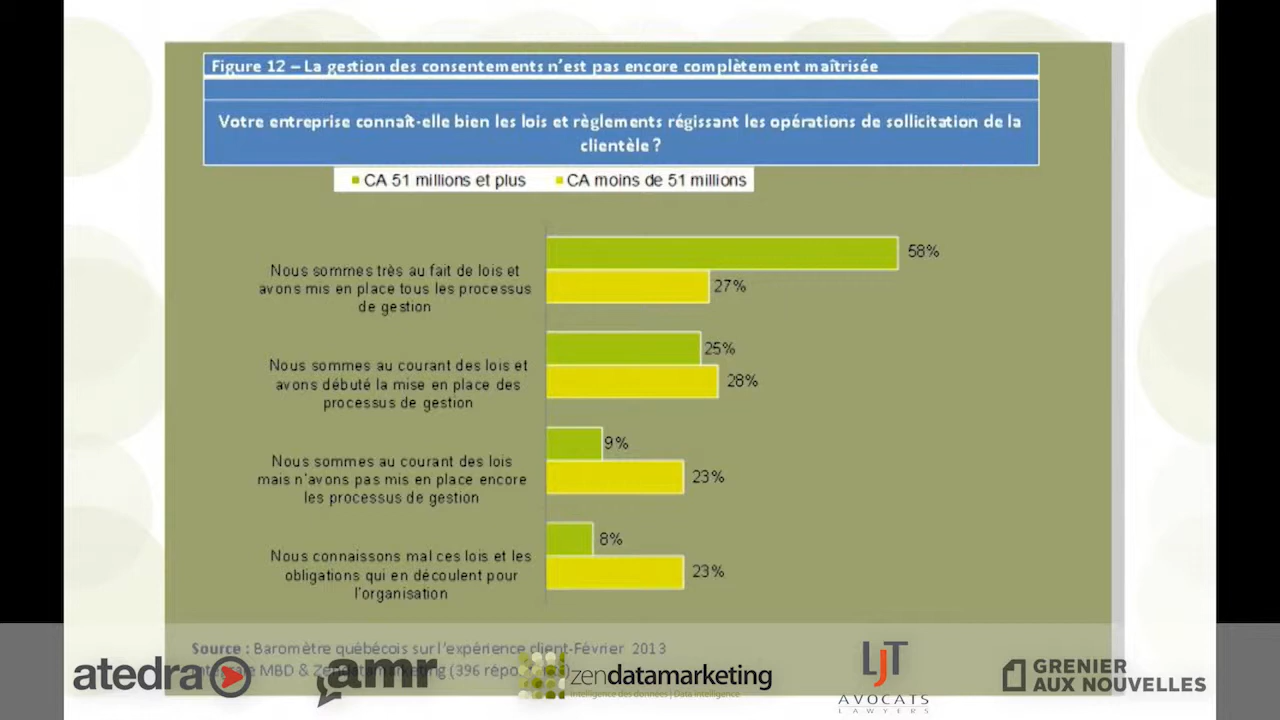 Figure 12 – La gestion des consentements n'est pas encore complètement maîtrisée
Votre entreprise connaît-elle bien les lois et règlements régissant les opérations de sollicitation de la
clientèle ?
CA 51 millions et plus CA moins de 51 millions
Nous sommes très au fait de lois et
avons mis en place tous les processus
de gestion
58%
27%
Nous sommes au courant des lois et
avons débuté la mise en place des
processus de gestion
25%
28%
Nous sommes au courant des lois
mais n'avons pas mis en place encore
les processus de gestion
9%
23%
Nous connaissons mal ces lois et les
obligations qui en découlent pour
l'organisation
8%
23%
Source : Baromètre québécois sur l'expérience client-Février 2013
MBD & (396
atedra
amr
zendatamarketing
intelligence des données | Data intelligence
LJT
AVOCATS
LAWYERS
GRENIER
AUX NOUVELLES